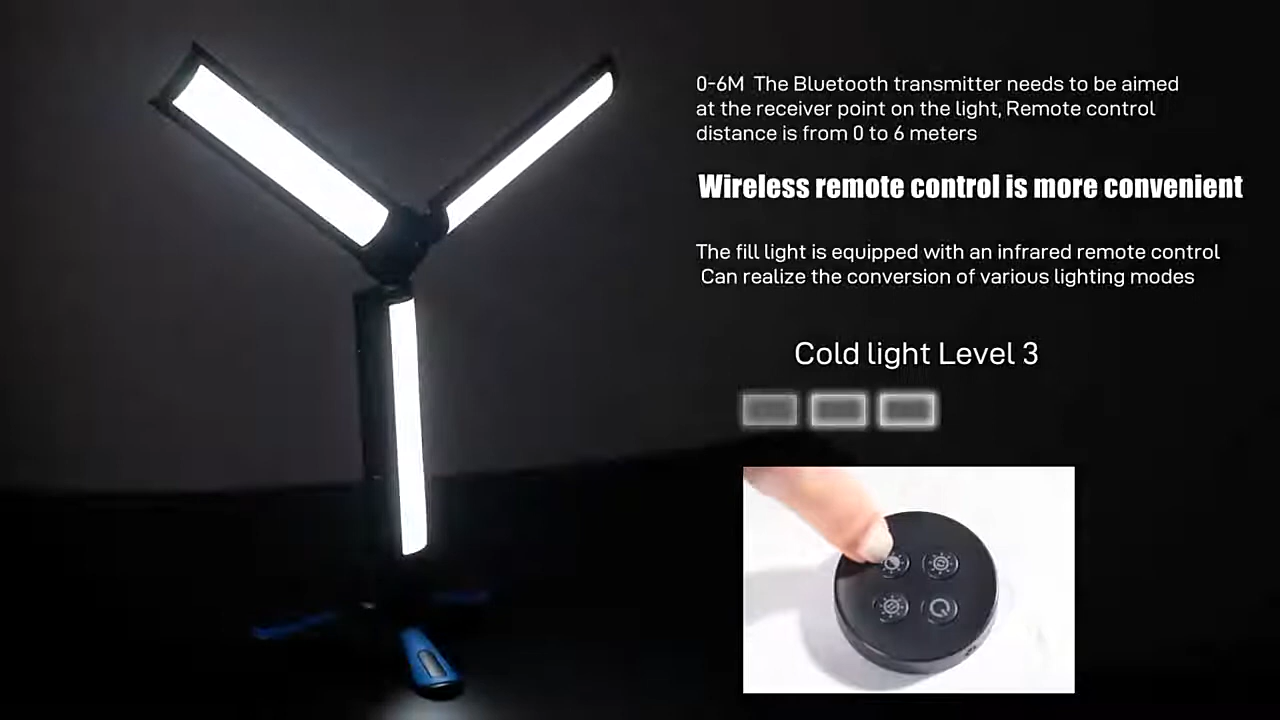 0-6M The Bluetooth transmitter needs to be aimed
at the receiver point on the light, Remote control
distance is from 0 to 6 meters
Wireless remote control is more convenient
The fill light is equipped with an infrared remote control
Can realize the conversion of various lighting modes
Cold light Level 3